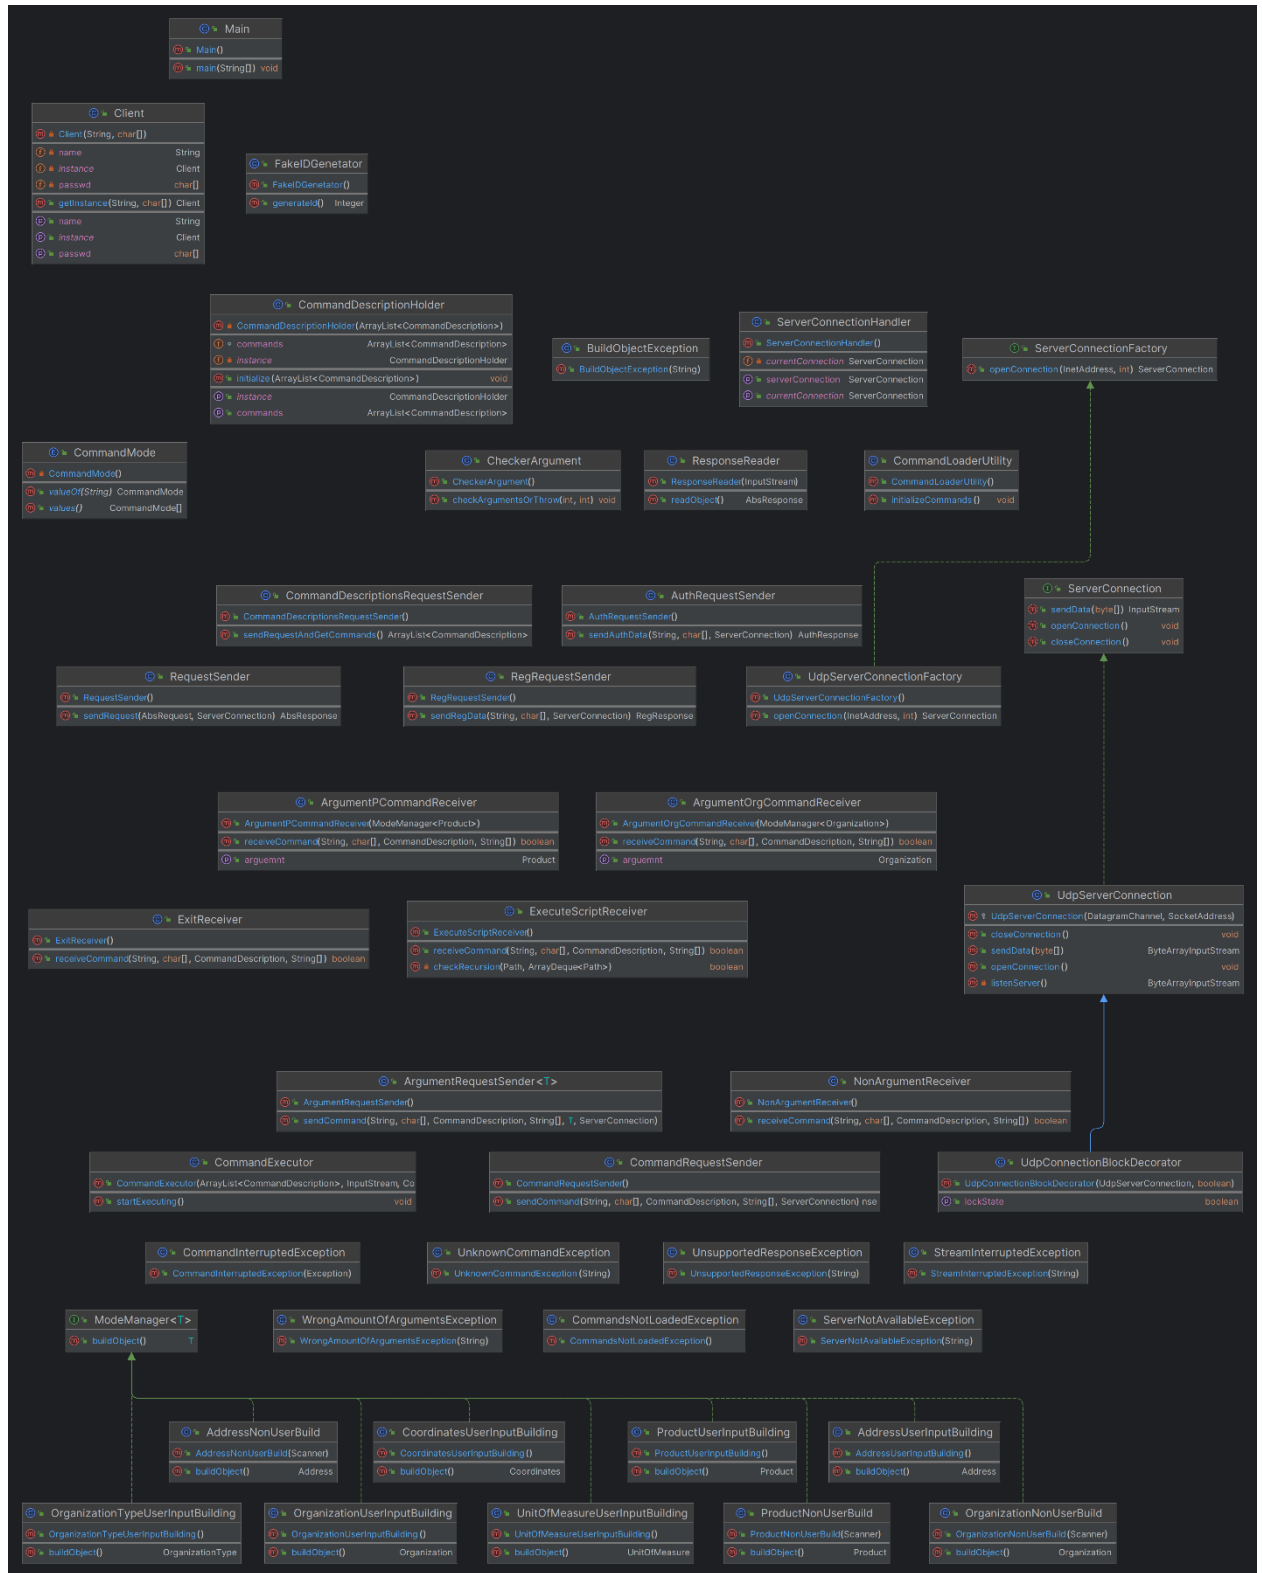 Main
Main()
main(String[]) void
Client
Client(String, char[])
name String
instance Client
passwd char[]
getInstance(String, char[]) Client
name String
instance Client
passwd char[]
FakeIDGenetator
FakeIDGenetator()
generateId() Integer
CommandDescriptionHolder
CommandDescriptionHolder(ArrayList<CommandDescription>)
commands ArrayList<CommandDescription>
instance CommandDescriptionHolder
initialize(ArrayList<CommandDescription>) void
instance CommandDescriptionHolder
commands ArrayList<CommandDescription>
BuildObjectException
BuildObjectException(String)
ServerConnectionHandler
ServerConnectionHandler()
currentConnection ServerConnection
serverConnection ServerConnection
currentConnection ServerConnection
ServerConnectionFactory
openConnection(InetAddress, int) ServerConnection
CommandMode
CommandMode()
valueOf(String) CommandMode
values() CommandMode[]
CheckerArgument
CheckerArgument()
checkArgumentsOrThrow(int, int) void
ResponseReader
ResponseReader(InputStream)
readObject() AbsResponse
CommandLoaderUtility
CommandLoaderUtility()
initializeCommands() void
CommandDescriptionsRequestSender
CommandDescriptionsRequestSender()
sendRequestAndGetCommands() ArrayList<CommandDescription>
AuthRequestSender
AuthRequestSender()
sendAuthData(String, char[], ServerConnection) AuthResponse
ServerConnection
sendData(byte[]) InputStream
openConnection() void
closeConnection() void
RequestSender
RequestSender()
sendRequest(AbsRequest, ServerConnection) AbsResponse
RegRequestSender
RegRequestSender()
sendRegData(String, char[], ServerConnection) RegResponse
UdpServerConnectionFactory
UdpServerConnectionFactory()
openConnection(InetAddress, int) ServerConnection
ArgumentPCommandReceiver
ArgumentPCommandReceiver(ModeManager<Product>)
receiveCommand(String, char[], CommandDescription, String[]) boolean
arguemnt Product
ArgumentOrgCommandReceiver
ArgumentOrgCommandReceiver(ModeManager<Organization>)
receiveCommand(String, char[], CommandDescription, String[]) boolean
arguemnt Organization
ExitReceiver
ExitReceiver()
receiveCommand(String, char[], CommandDescription, String[]) boolean
ExecuteScriptReceiver
ExecuteScriptReceiver()
receiveCommand(String, char[], CommandDescription, String[]) boolean
checkRecursion(Path, ArrayDeque<Path>) boolean
UdpServerConnection
UdpServerConnection(DatagramChannel, SocketAddress)
closeConnection() void
sendData(byte[]) ByteArrayInputStream
openConnection() void
listenServer() ByteArrayInputStream
ArgumentRequestSender<T>
ArgumentRequestSender()
sendCommand(String, char[], CommandDescription, String[], T, ServerConnection)
NonArgumentReceiver
NonArgumentReceiver()
receiveCommand(String, char[], CommandDescription, String[]) boolean
CommandExecutor
CommandExecutor(ArrayList<CommandDescription>, InputStream, Co
startExecuting() void
CommandRequestSender
CommandRequestSender()
sendCommand(String, char[], CommandDescription, String[], ServerConnection) nse
UdpConnectionBlockDecorator
UdpConnectionBlockDecorator(UdpServerConnection, boolean)
lockState boolean
CommandInterruptedException
CommandInterruptedException(Exception)
UnknownCommandException
UnknownCommandException(String)
UnsupportedResponseException
UnsupportedResponseException(String)
StreamInterruptedException
StreamInterruptedException(String)
ModeManager<T>
buildObject() T
WrongAmountOfArgumentsException
WrongAmountOfArgumentsException(String)
CommandsNotLoadedException
CommandsNotLoadedException()
ServerNotAvailableException
ServerNotAvailableException(String)
AddressNonUserBuild
AddressNonUserBuild(Scanner)
buildObject() Address
CoordinatesUserInputBuilding
CoordinatesUserInputBuilding()
buildObject() Coordinates
ProductUserInputBuilding
ProductUserInputBuilding()
buildObject() Product
AddressUserInputBuilding
AddressUserInputBuilding()
buildObject() Address
OrganizationTypeUserInputBuilding
OrganizationTypeUserInputBuilding()
buildObject() OrganizationType
OrganizationUserInputBuilding
OrganizationUserInputBuilding()
buildObject() Organization
UnitOfMeasureUserInputBuilding
UnitOfMeasureUserInputBuilding()
buildObject() UnitOfMeasure
ProductNonUserBuild
ProductNonUserBuild(Scanner)
buildObject() Product
OrganizationNonUserBuild
OrganizationNonUserBuild(Scanner)
buildObject() Organization